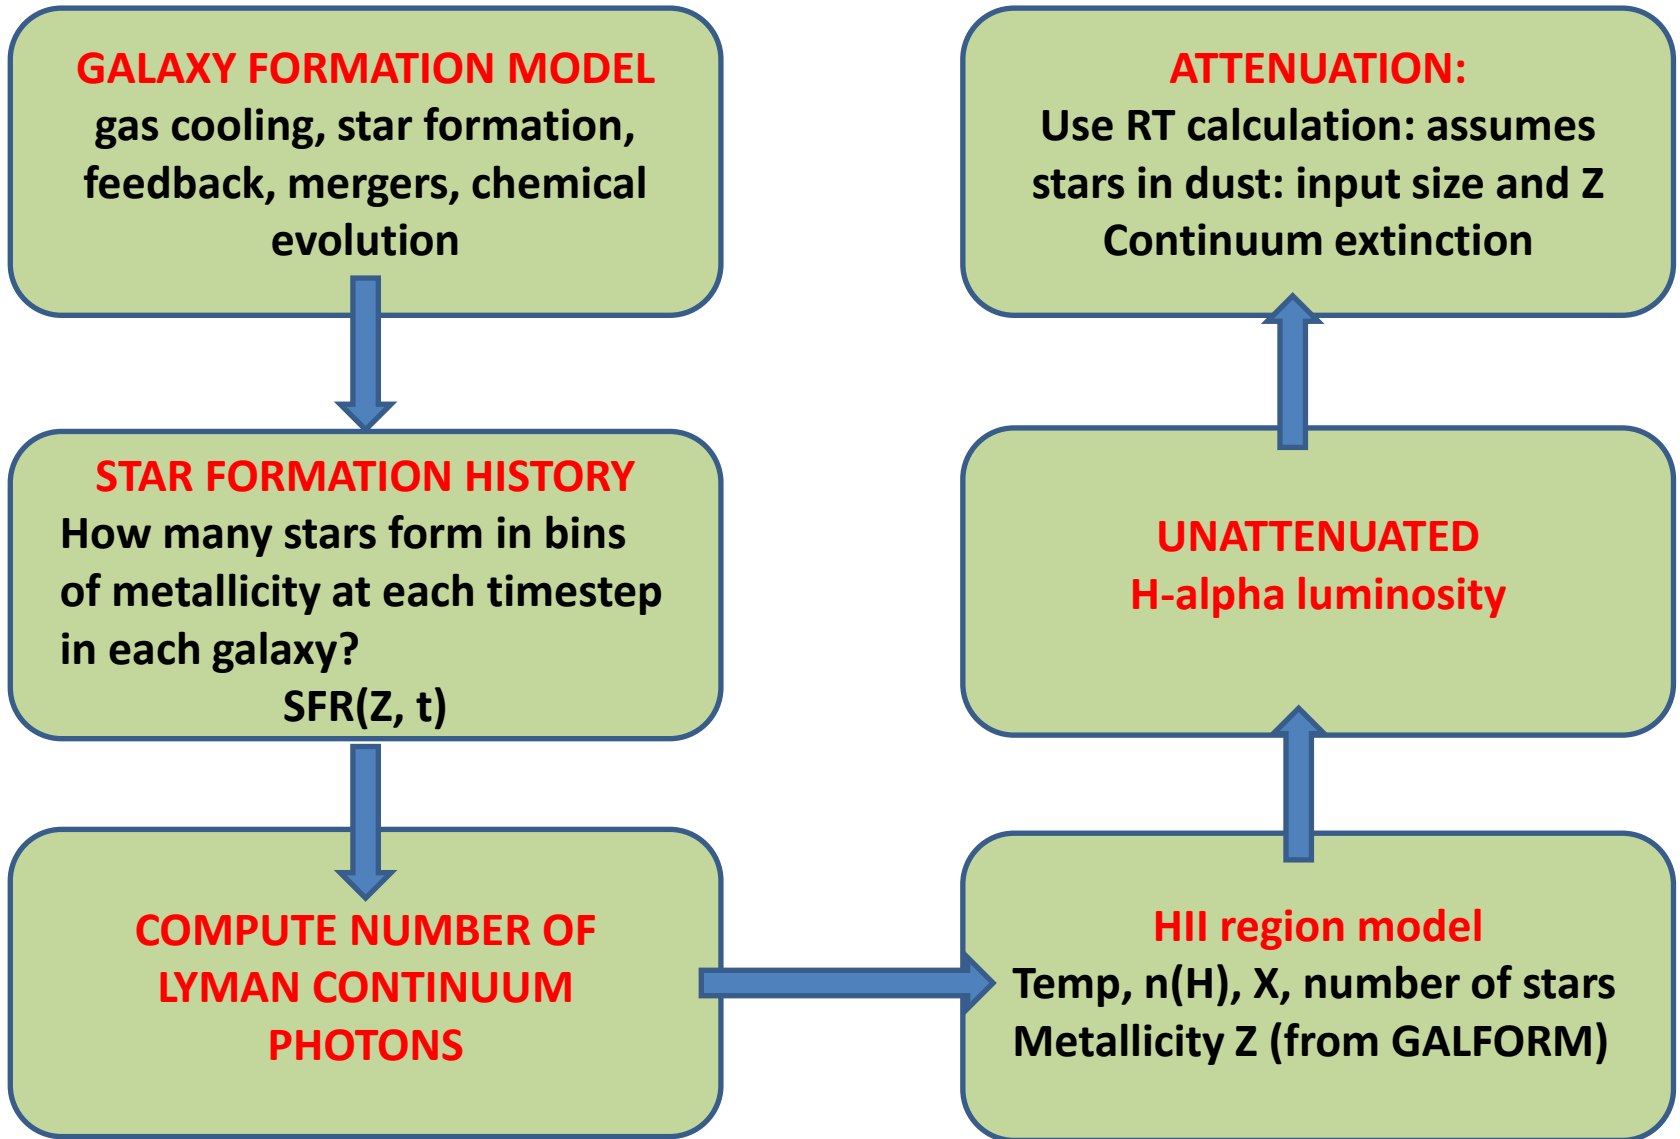 GALAXY FORMATION MODEL
gas cooling, star formation,
feedback, mergers, chemical
evolution
STAR FORMATION HISTORY
How many stars form in bins
of metallicity at each timestep
in each galaxy?
SFR(Z, t)
COMPUTE NUMBER OF
LYMAN CONTINUUM
PHOTONS
HII region model
Temp, n(H), X, number of stars
Metallicity Z (from GALFORM)
UNATTENUATED
H-alpha luminosity
ATTENUATION:
Use RT calculation: assumes
stars in dust: input size and Z
Continuum extinction